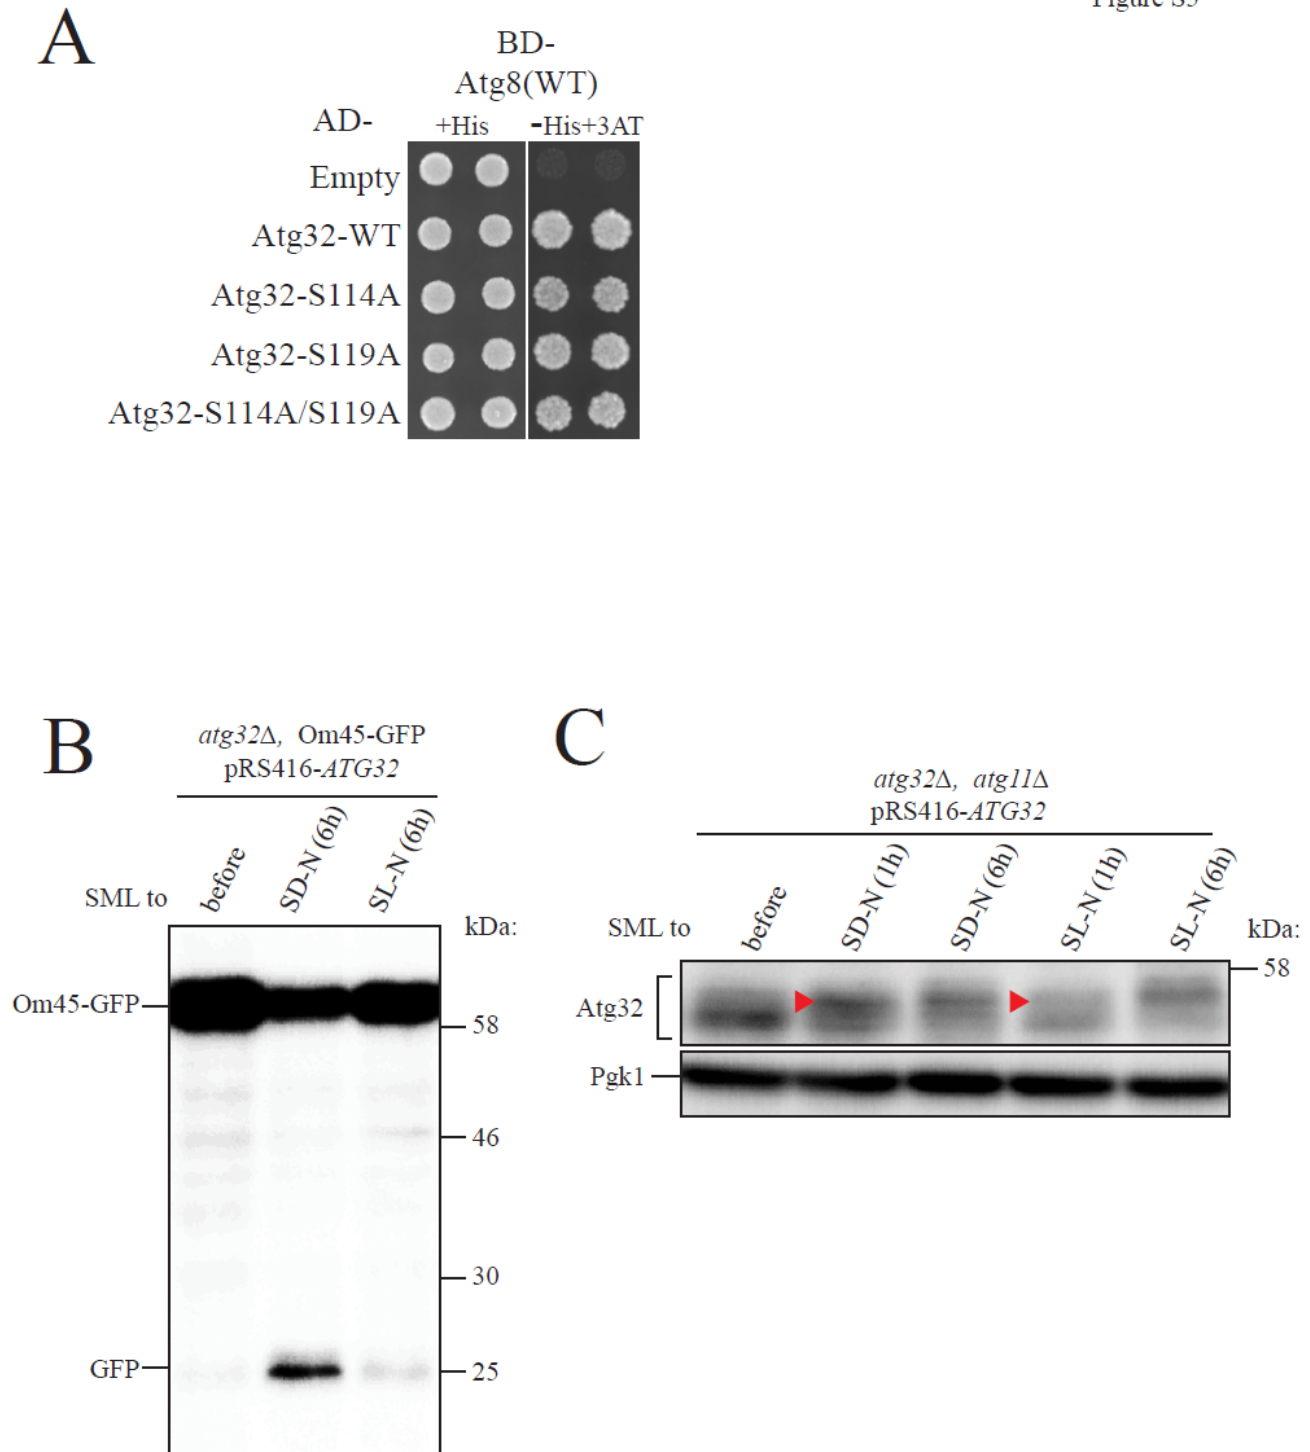 Figure S5
A
BD-
Atg8(WT)
AD-
+His
-His+3AT
Empty
Atg32-WT
Atg32-S114A
Atg32-S119A
Atg32-S114A/S119A
B
atg32Δ, Om45-GFP
pRS416-ATG32
SML to
before
SD-N (6h)
SL-N (6h)
kDa:
Om45-GFP
58
46
30
GFP
25
C
atg32Δ, atg11Δ
pRS416-ATG32
SML to
before
SD-N (1h)
SD-N (6h)
SL-N (1h)
SL-N (6h)
kDa:
58
Atg32
Pgk1